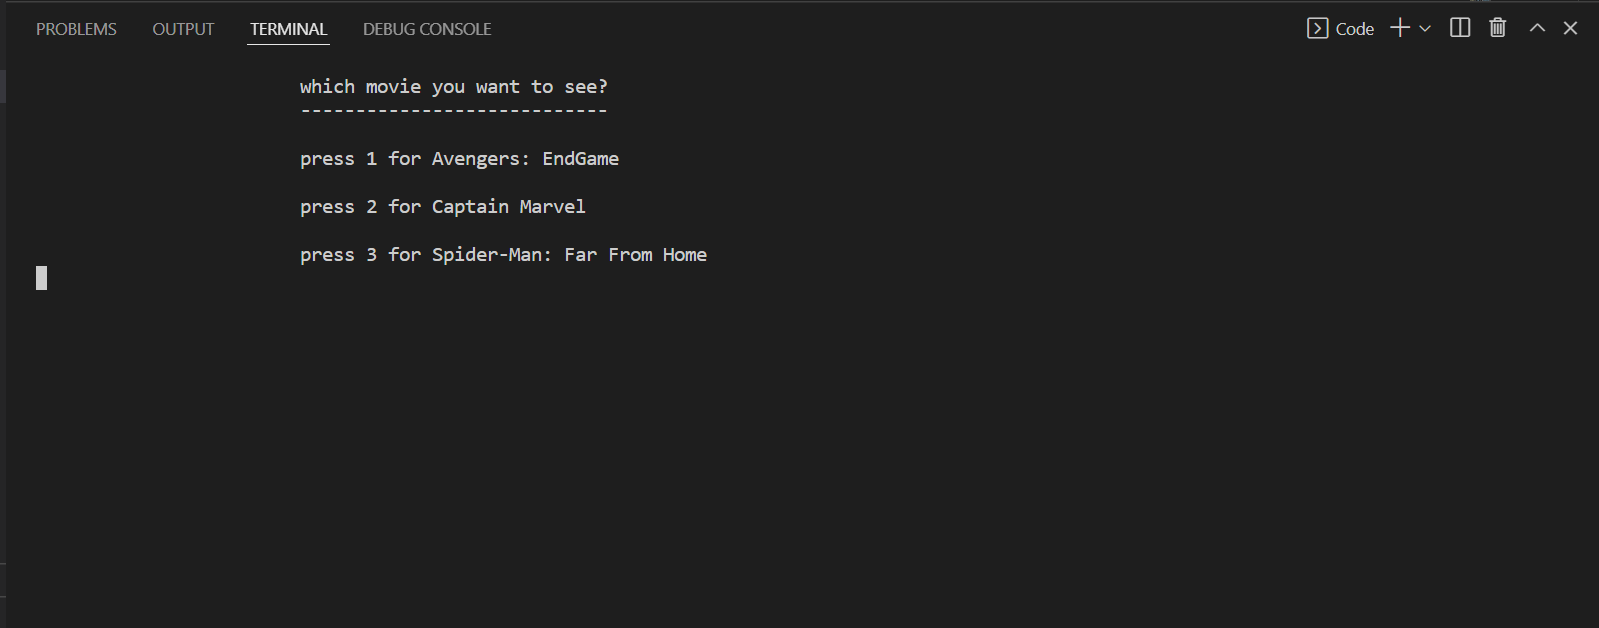 PROBLEMS OUTPUT TERMINAL DEBUG CONSOLE Code
which movie you want to see?
----------------------------
press 1 for Avengers: EndGame
press 2 for Captain Marvel
press 3 for Spider-Man: Far From Home